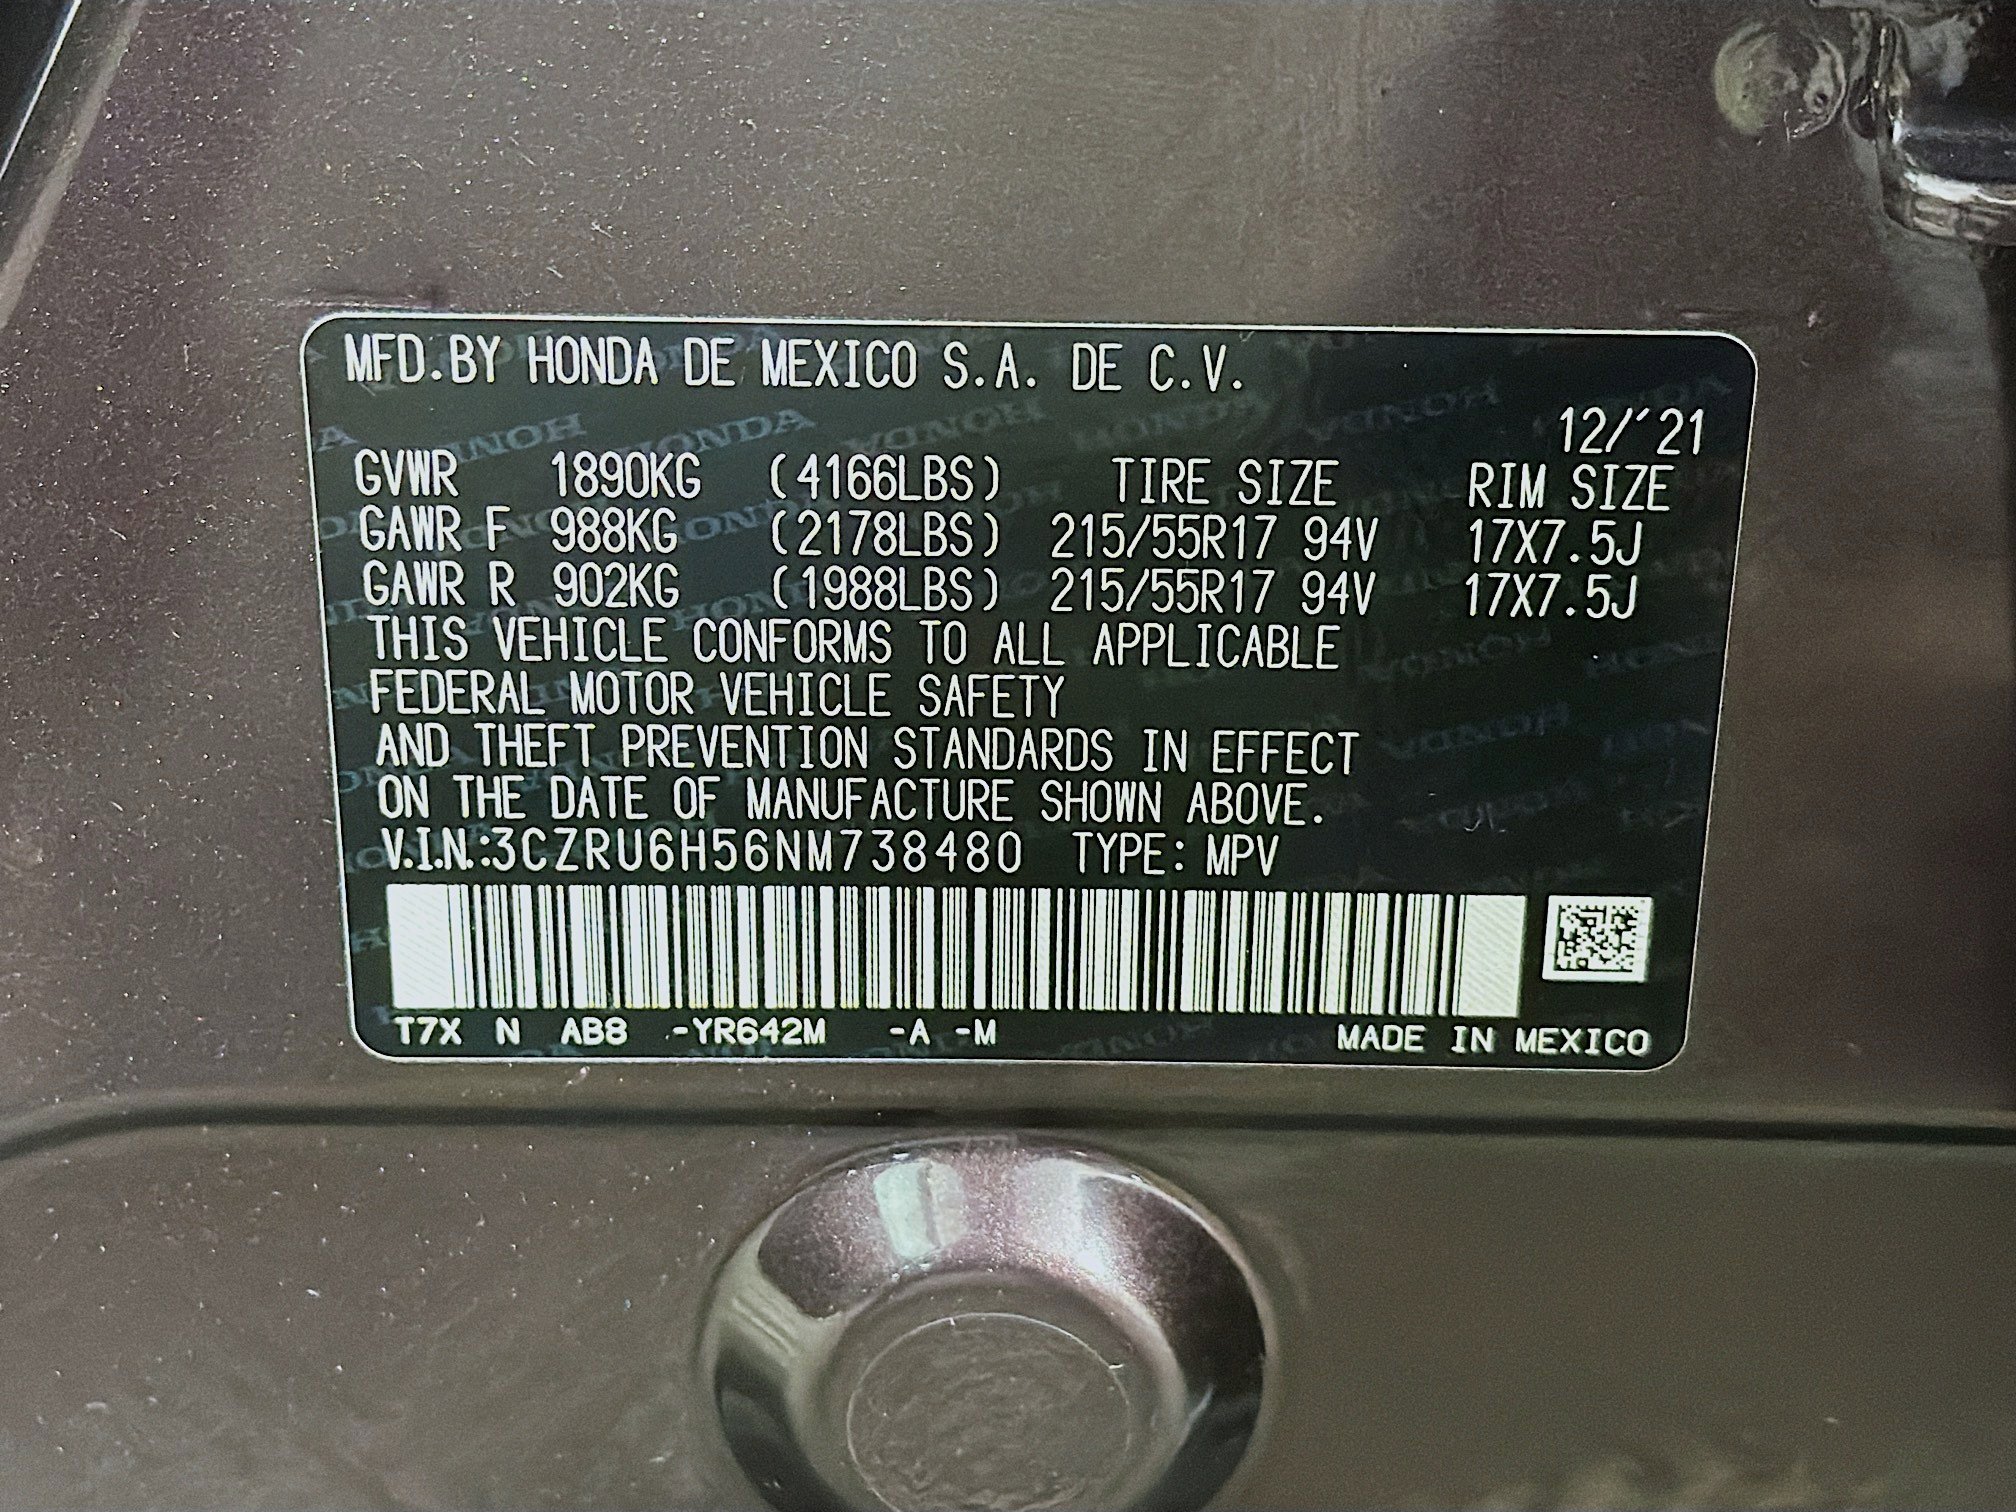 MFD.BY HONDA DE MEXICO S.A. DE C.V.
12/'21
GVWR 1890KG (4166LBS) TIRE SIZE RIM SIZE
GAWR F 988KG (2178LBS) 215/55R17 94V 17X7.5J
GAWR R 902KG (1988LBS) 215/55R17 94V 17X7.5J
THIS VEHICLE CONFORMS TO ALL APPLICABLE
FEDERAL MOTOR VEHICLE SAFETY
AND THEFT PREVENTION STANDARDS IN EFFECT
ON THE DATE OF MANUFACTURE SHOWN ABOVE.
V.I.N.:3CZRU6H56NM738480 TYPE: MPV
T7X N AB8 -YR642M -A -M MADE IN MEXICO